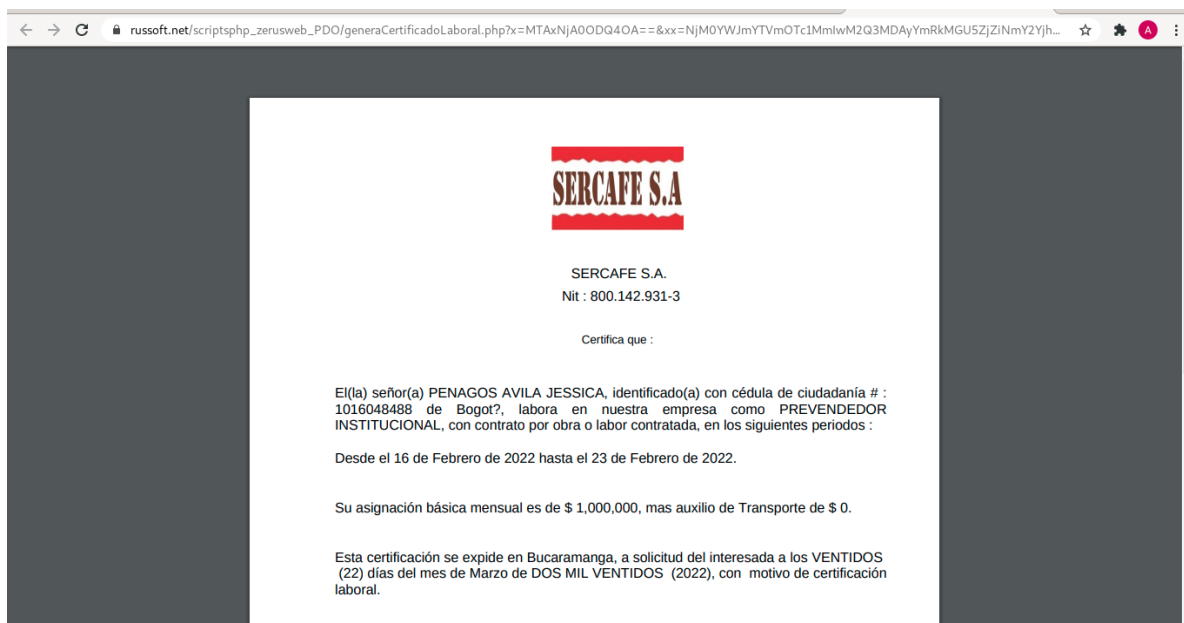 russoft.net/scriptsphp_zerusweb_PDO/generaCertificadoLaboral.php?x=MTAxNjA0ODQ4OA==&xx=NjM0YWJmYTVmOTc1MmIwM2Q3MDAyYmRkMGU5ZjZiNmY2Yjh...
A
SERCAFE S.A
SERCAFE S.A.
Nit : 800.142.931-3
Certifica que :
El(la) señor(a) PENAGOS AVILA JESSICA, identificado(a) con cédula de ciudadanía # :
1016048488 de Bogot?, labora en nuestra empresa como PREVENDEDOR
INSTITUCIONAL, con contrato por obra o labor contratada, en los siguientes periodos :
Desde el 16 de Febrero de 2022 hasta el 23 de Febrero de 2022.
Su asignación básica mensual es de $ 1,000,000, mas auxilio de Transporte de $ 0.
Esta certificación se expide en Bucaramanga, a solicitud del interesada a los VENTIDOS
(22) días del mes de Marzo de DOS MIL VENTIDOS (2022), con motivo de certificación
laboral.